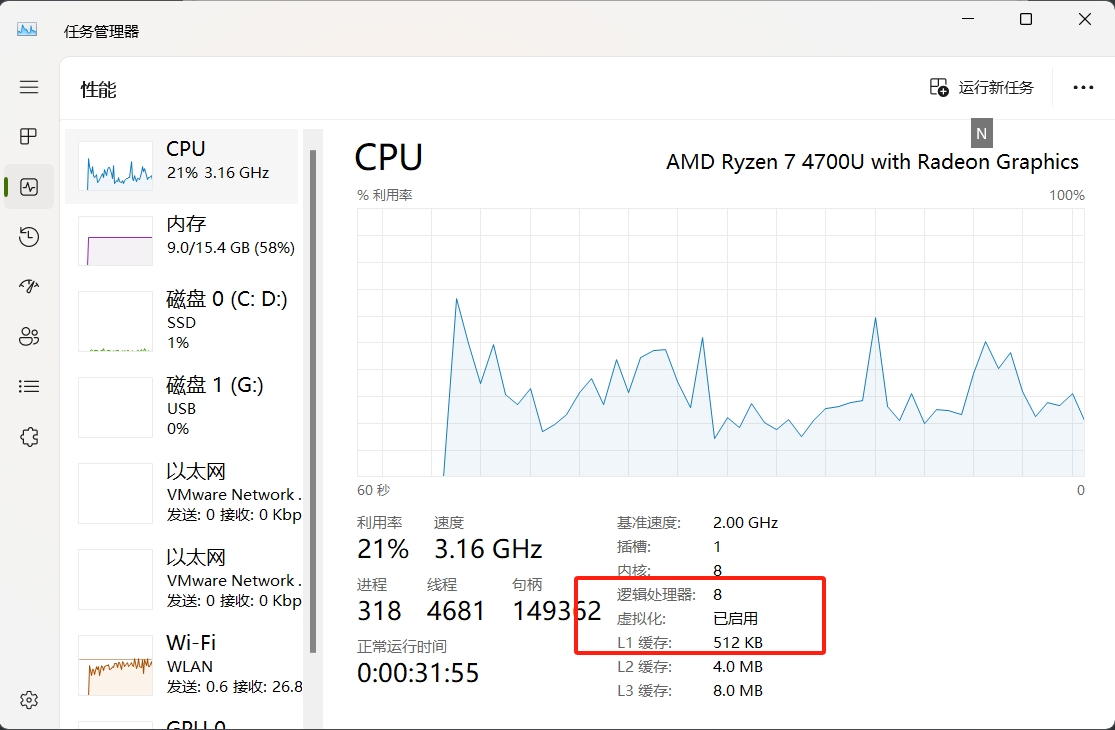 任务管理器
性能
运行新任务
N
CPU
21% 3.16 GHz
内存
9.0/15.4 GB (58%)
磁盘 0 (C: D:)
SSD
1%
磁盘 1 (G:)
USB
0%
以太网
VMware Network .
发送: 0 接收: 0 Kbp
以太网
VMware Network .
发送: 0 接收: 0 Kbp
Wi-Fi
WLAN
发送: 0.6 接收: 26.8
GPU 0
CPU
AMD Ryzen 7 4700U with Radeon Graphics
% 利用率
100%
60 秒
0
利用率
速度
21%
3.16 GHz
进程
线程
句柄
318
4681
149362
正常运行时间
0:00:31:55
基准速度:
2.00 GHz
插槽:
1
内核:
8
逻辑处理器:
8
虚拟化:
已启用
L1 缓存:
512 KB
L2 缓存:
4.0 MB
L3 缓存:
8.0 MB